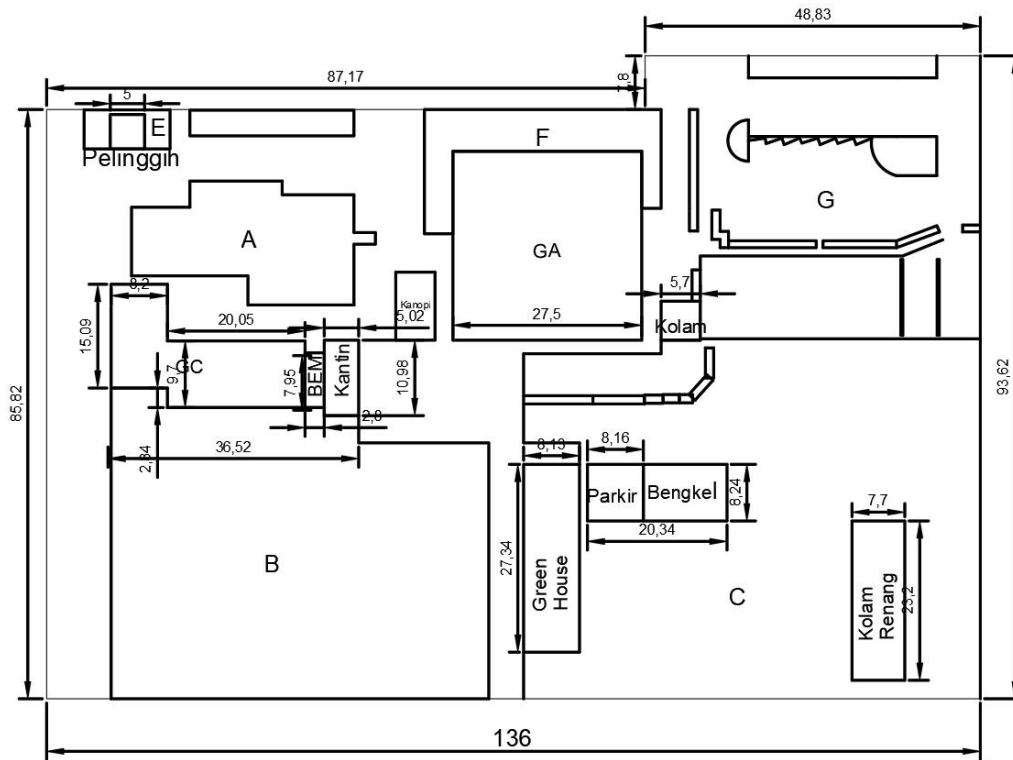 48,83
87,17
7,8
5
E
Pelinggih
F
G
A
GA
8,2
Kanopi
5,7
15,09
20,05
5,02
27,5
Kolam
GC
9,7
7,95
BEMI
Kantin
10,98
85,82
93,62
2,84
2,8
36,52
8,13
8,16
Parkir
Bengkel
8,24
20,34
7,7
27,34
Green
House
B
C
Kolam
Renang
23,2
136